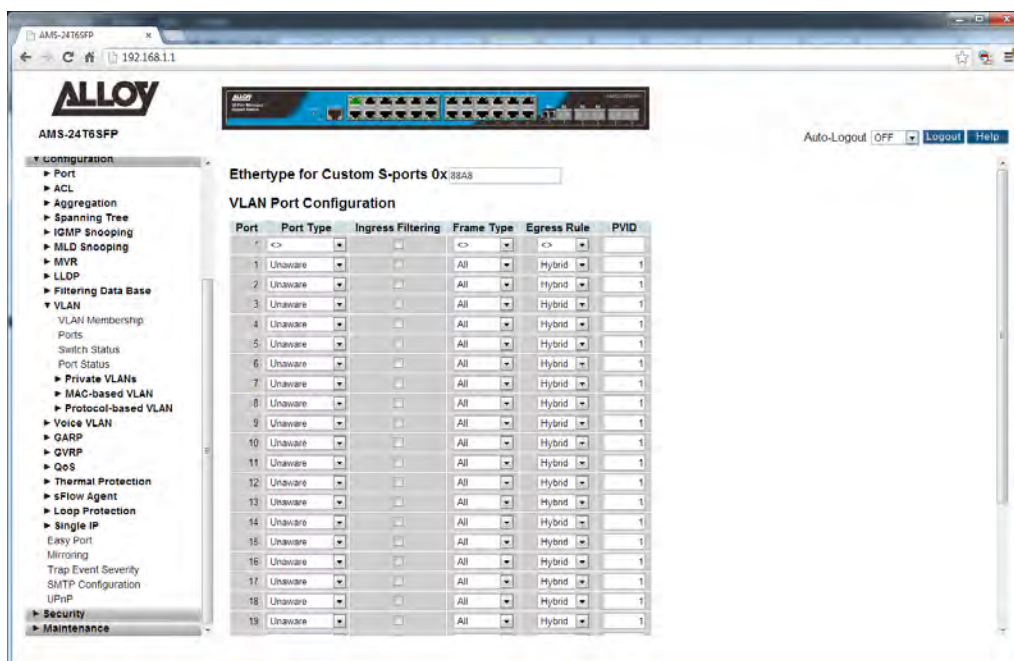 AMS-24T6SFP
192.168.1.1
ALLOY
AMS-24T6SFP
ALLOY
Auto-Logout OFF Logout Help
▼ Configuration
► Port
► ACL
► Aggregation
► Spanning Tree
► IGMP Snooping
► MLD Snooping
► MVR
► LLDP
► Filtering Data Base
▼ VLAN
VLAN Membership
Ports
Switch Status
Port Status
► Private VLANs
► MAC-based VLAN
► Protocol-based VLAN
► Voice VLAN
► GARP
► GVRP
► QoS
► Thermal Protection
► sFlow Agent
► Loop Protection
► Single IP
Easy Port
Mirroring
Trap Event Severity
SMTP Configuration
UPnP
► Security
► Maintenance
Ethertype for Custom S-ports 0x 88A8
VLAN Port Configuration
Port Port Type Ingress Filtering Frame Type Egress Rule PVID
* <> <> <>
1 Unaware All Hybrid 1
2 Unaware All Hybrid 1
3 Unaware All Hybrid 1
4 Unaware All Hybrid 1
5 Unaware All Hybrid 1
6 Unaware All Hybrid 1
7 Unaware All Hybrid 1
8 Unaware All Hybrid 1
9 Unaware All Hybrid 1
10 Unaware All Hybrid 1
11 Unaware All Hybrid 1
12 Unaware All Hybrid 1
13 Unaware All Hybrid 1
14 Unaware All Hybrid 1
15 Unaware All Hybrid 1
16 Unaware All Hybrid 1
17 Unaware All Hybrid 1
18 Unaware All Hybrid 1
19 Unaware All Hybrid 1